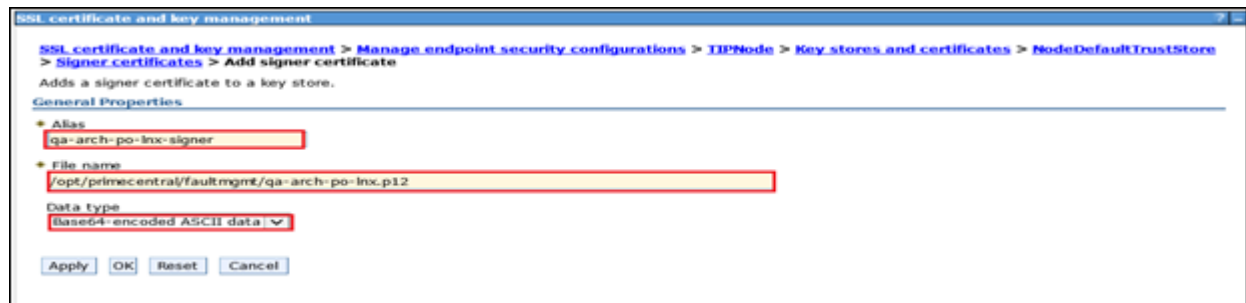 SSL certificate and key management ? –
SSL certificate and key management > Manage endpoint security configurations > TIPNode > Key stores and certificates > NodeDefaultTrustStore
> Signer certificates > Add signer certificate
Adds a signer certificate to a key store.
General Properties
* Alias
qa-arch-po-lnx-signer
* File name
/opt/primecentral/faultmgmt/qa-arch-po-lnx.p12
Data type
Base64-encoded ASCII data
Apply OK Reset Cancel